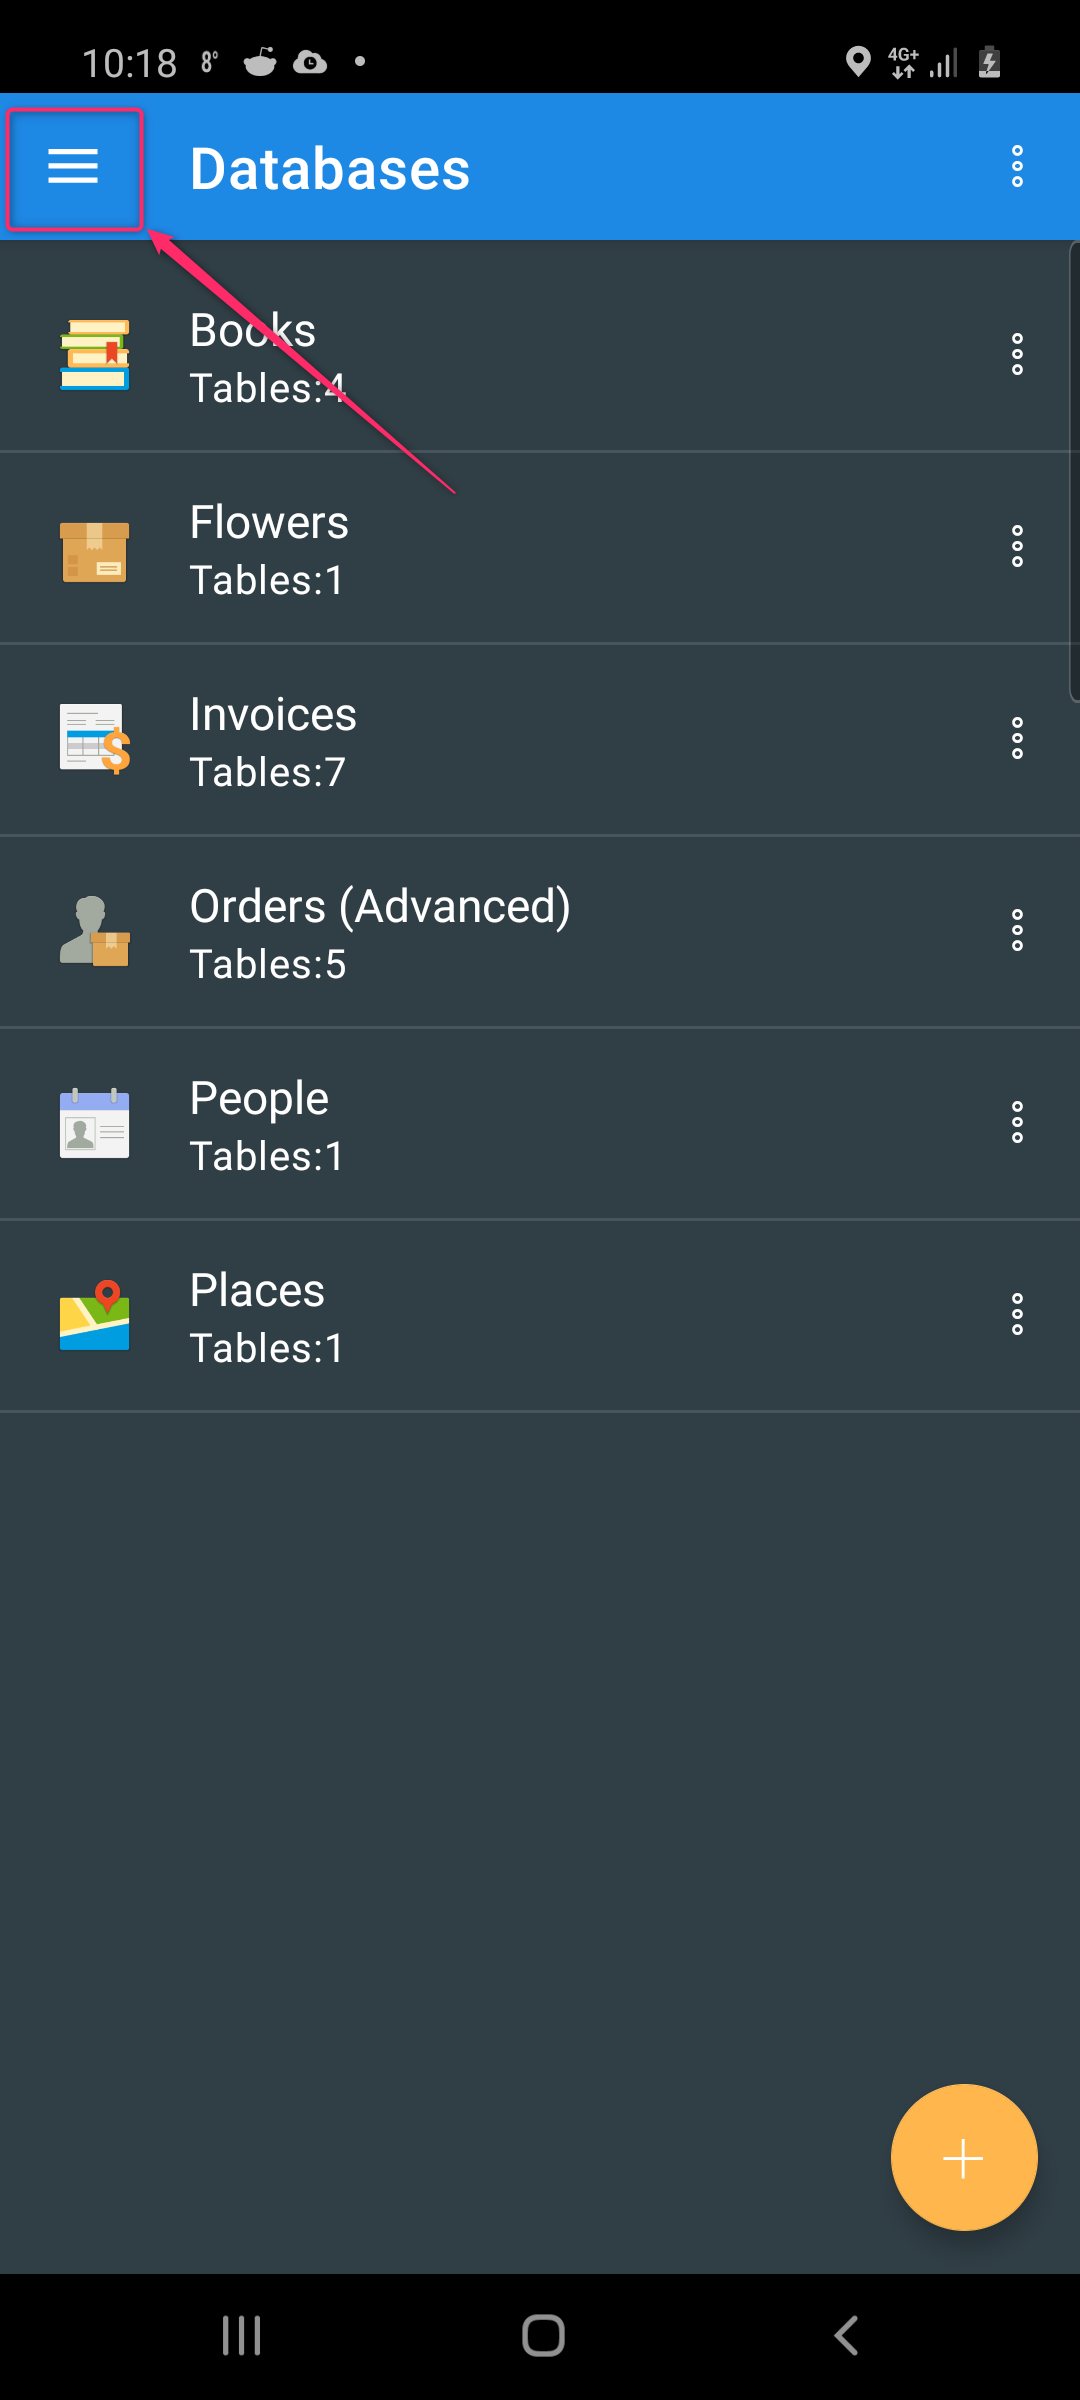 10:18 8° 4G+
Databases
Books
Tables:4
Flowers
Tables:1
Invoices
Tables:7
Orders (Advanced)
Tables:5
People
Tables:1
Places
Tables:1